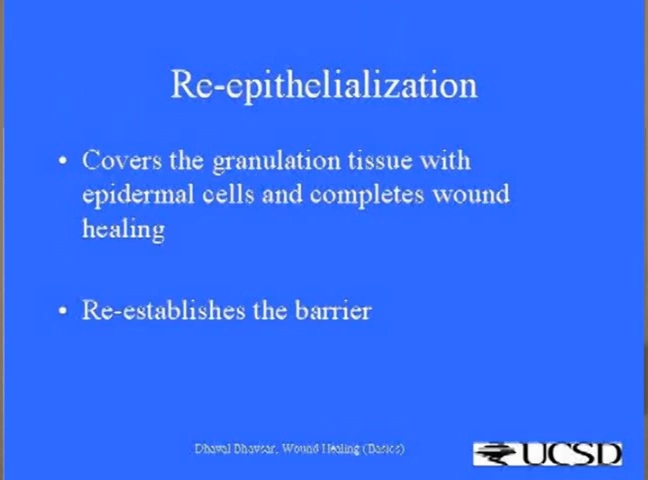 Re-epithelialization
• Covers the granulation tissue with
epidermal cells and completes wound
healing
• Re-establishes the barrier
Dhaval Bhavsar, Wound Healing (Basics)
UCSD